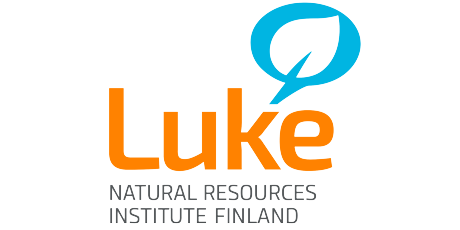 Luke
NATURAL RESOURCES
INSTITUTE FINLAND